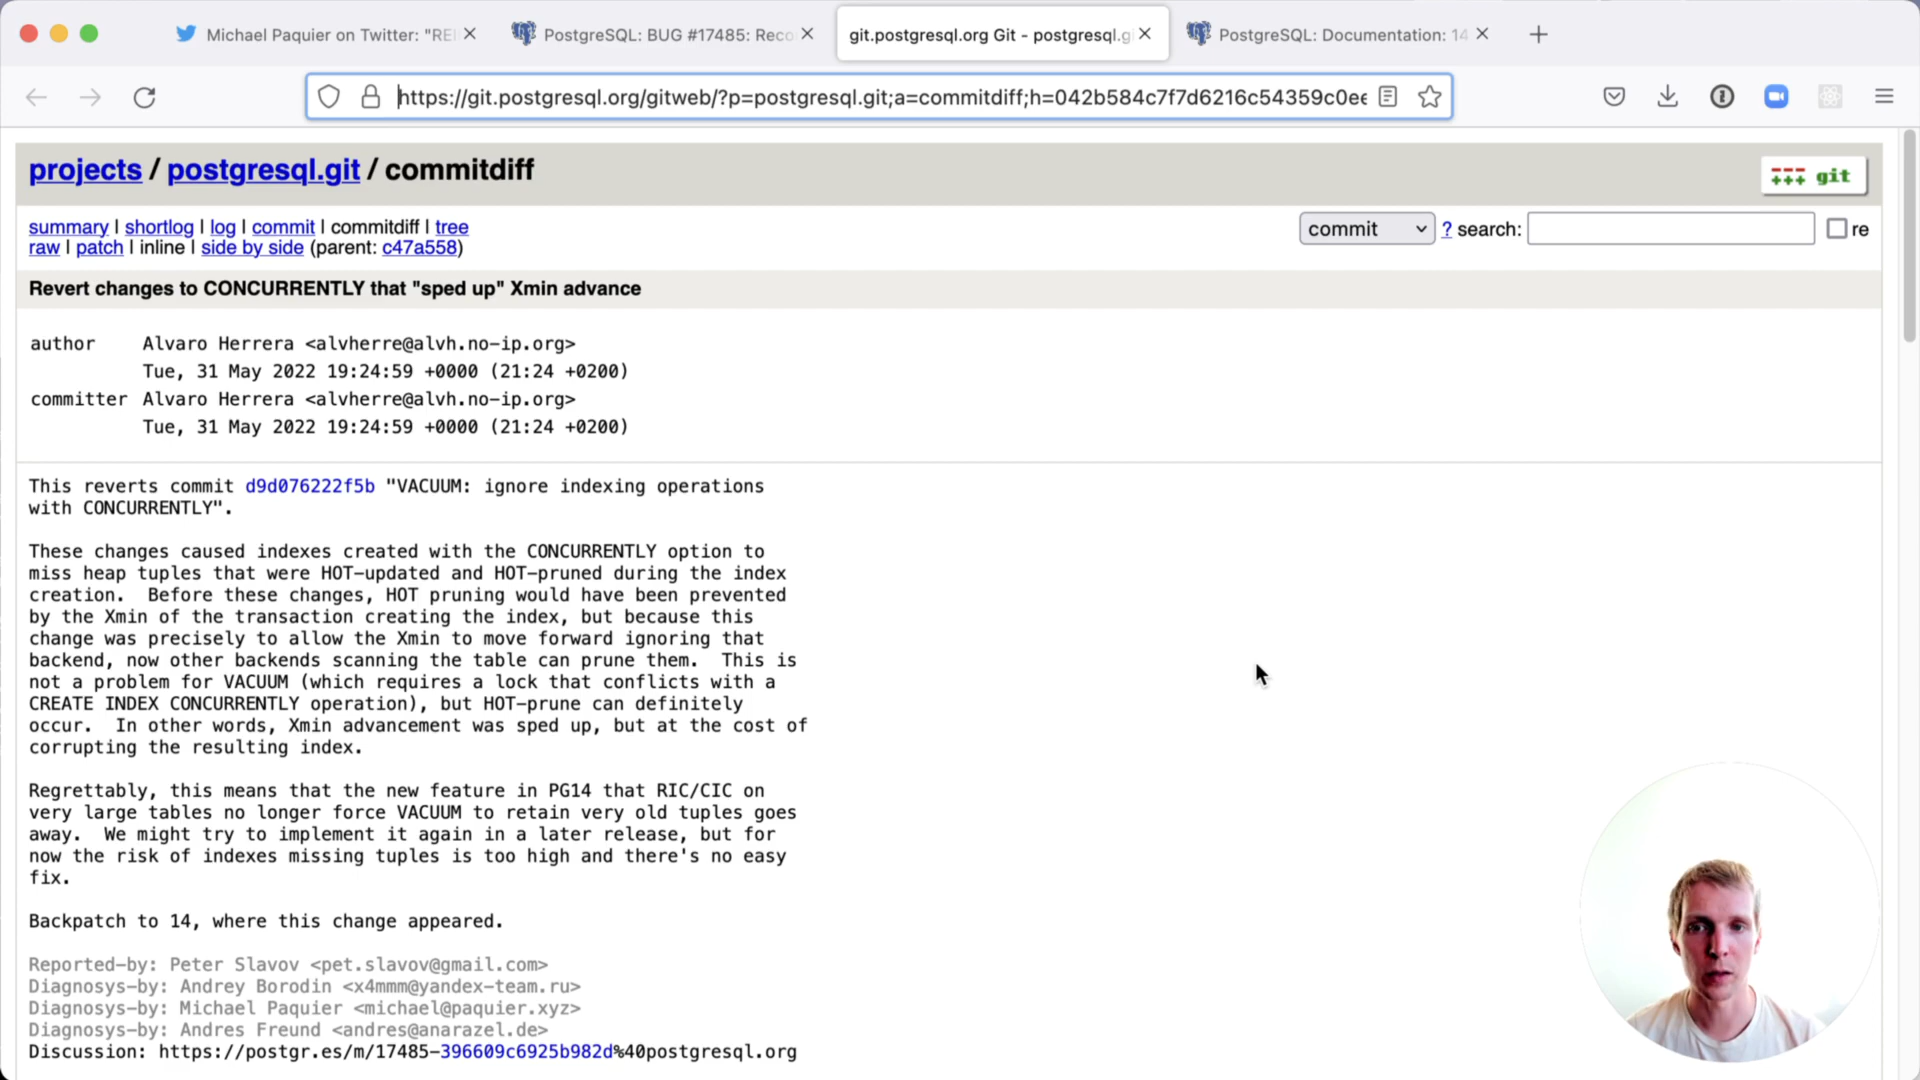 Michael Paquier on Twitter: "REI
PostgreSQL: BUG #17485: Reco
git.postgresql.org Git - postgresql.g
PostgreSQL: Documentation: 14
https://git.postgresql.org/gitweb/?p=postgresql.git;a=commitdiff;h=042b584c7f7d6216c54359c0ee
projects / postgresql.git / commitdiff
git
summary | shortlog | log | commit | commitdiff | tree
commit ? search: re
raw | patch | inline | side by side (parent: c47a558)
Revert changes to CONCURRENTLY that "sped up" Xmin advance
author Alvaro Herrera <alvherre@alvh.no-ip.org>
Tue, 31 May 2022 19:24:59 +0000 (21:24 +0200)
committer Alvaro Herrera <alvherre@alvh.no-ip.org>
Tue, 31 May 2022 19:24:59 +0000 (21:24 +0200)
This reverts commit d9d076222f5b "VACUUM: ignore indexing operations
with CONCURRENTLY".
These changes caused indexes created with the CONCURRENTLY option to
miss heap tuples that were HOT-updated and HOT-pruned during the index
creation. Before these changes, HOT pruning would have been prevented
by the Xmin of the transaction creating the index, but because this
change was precisely to allow the Xmin to move forward ignoring that
backend, now other backends scanning the table can prune them. This is
not a problem for VACUUM (which requires a lock that conflicts with a
CREATE INDEX CONCURRENTLY operation), but HOT-prune can definitely
occur. In other words, Xmin advancement was sped up, but at the cost of
corrupting the resulting index.
Regrettably, this means that the new feature in PG14 that RIC/CIC on
very large tables no longer force VACUUM to retain very old tuples goes
away. We might try to implement it again in a later release, but for
now the risk of indexes missing tuples is too high and there's no easy
fix.
Backpatch to 14, where this change appeared.
Reported-by: Peter Slavov <pet.slavov@gmail.com>
Diagnosys-by: Andrey Borodin <x4mmm@yandex-team.ru>
Diagnosys-by: Michael Paquier <michael@paquier.xyz>
Diagnosys-by: Andres Freund <andres@anarazel.de>
Discussion: https://postgr.es/m/17485-396609c6925b982d%40postgresql.org